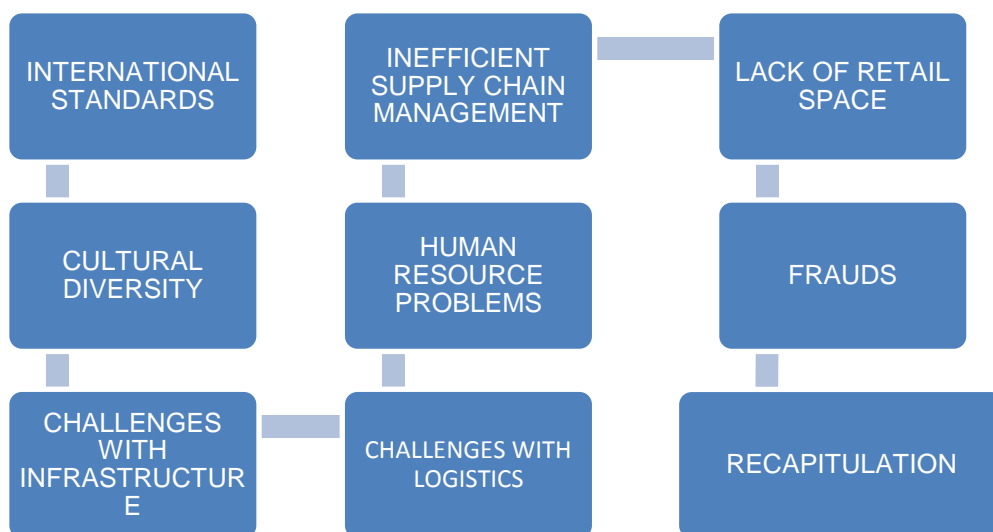 INTERNATIONAL
STANDARDS
CULTURAL
DIVERSITY
CHALLENGES
WITH
INFRASTRUCTUR
E
CHALLENGES WITH
LOGISTICS
HUMAN
RESOURCE
PROBLEMS
INEFFICIENT
SUPPLY CHAIN
MANAGEMENT
LACK OF RETAIL
SPACE
FRAUDS
RECAPITULATION